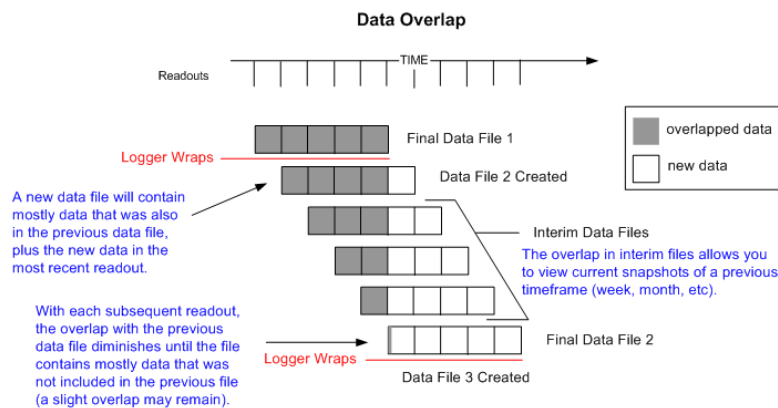 Data Overlap
TIME
Readouts
overlapped data
new data
Final Data File 1
Logger Wraps
Data File 2 Created
A new data file will contain
mostly data that was also
in the previous data file,
plus the new data in the
most recent readout.
Interim Data Files
The overlap in interim files allows you
to view current snapshots of a previous
timeframe (week, month, etc).
With each subsequent readout,
the overlap with the previous
data file diminishes until the file
contains mostly data that was
not included in the previous file
(a slight overlap may remain).
Final Data File 2
Logger Wraps
Data File 3 Created